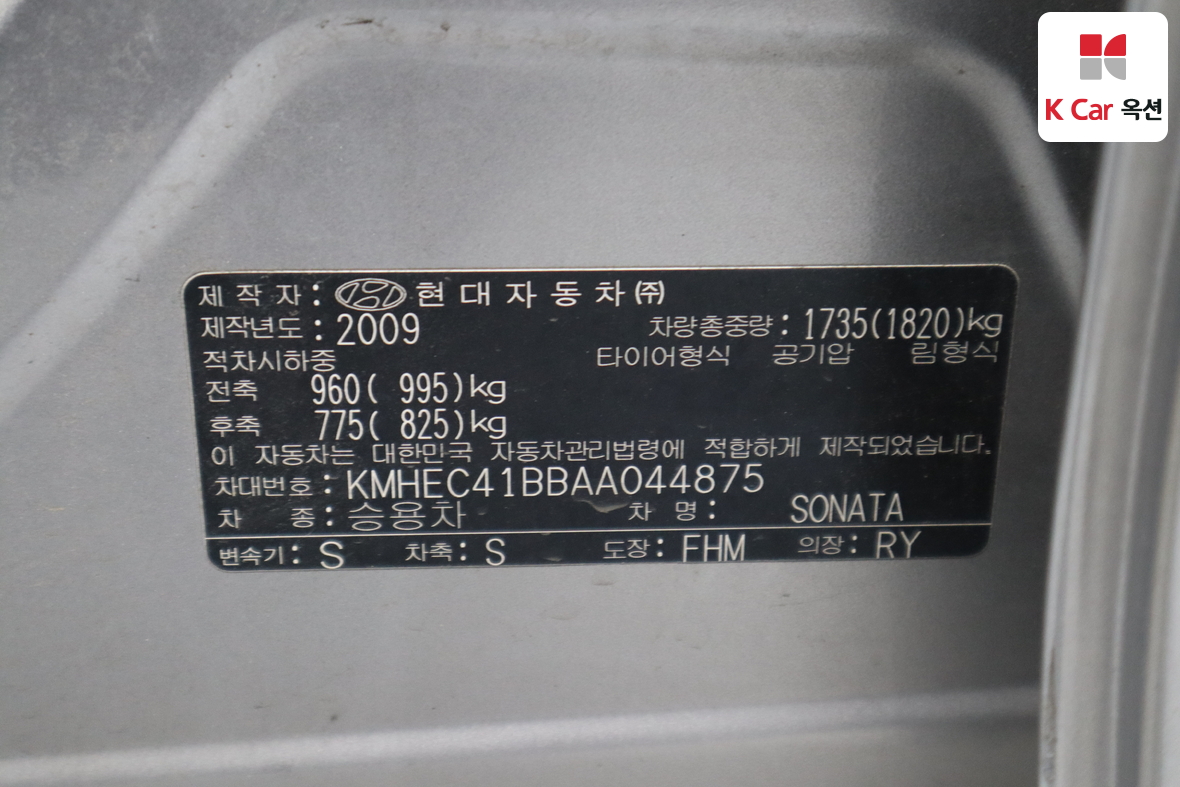 K Car 옥션
제 작 자 : 현 대 자 동 차 ㈜
제작년도 : 2009 차량총중량 : 1735(1820)kg
적차시하중 타이어형식 공기압 림형식
전축 960( 995)kg
후축 775( 825)kg
이 자동차는 대한민국 자동차관리법령에 적합하게 제작되었습니다.
차대번호 : KMHEC41BBAA044875
차 종 : 승용차 차 명 : SONATA
변속기 : S 차축 : S 도장 : FHM 의장 : RY